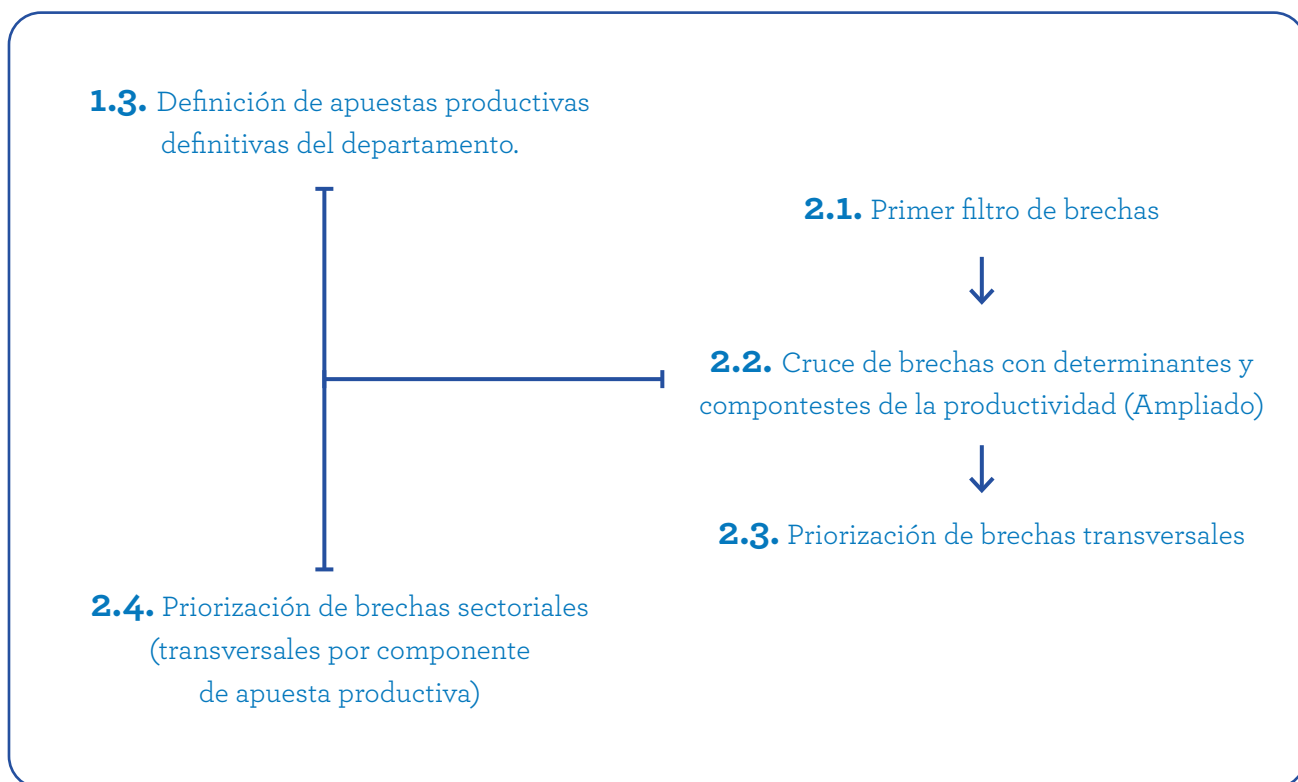 1.3. Definición de apuestas productivas
definitivas del departamento.
2.1. Primer filtro de brechas
2.2. Cruce de brechas con determinantes y
compontestes de la productividad (Ampliado)
2.3. Priorización de brechas transversales
2.4. Priorización de brechas sectoriales
(transversales por componente
de apuesta productiva)